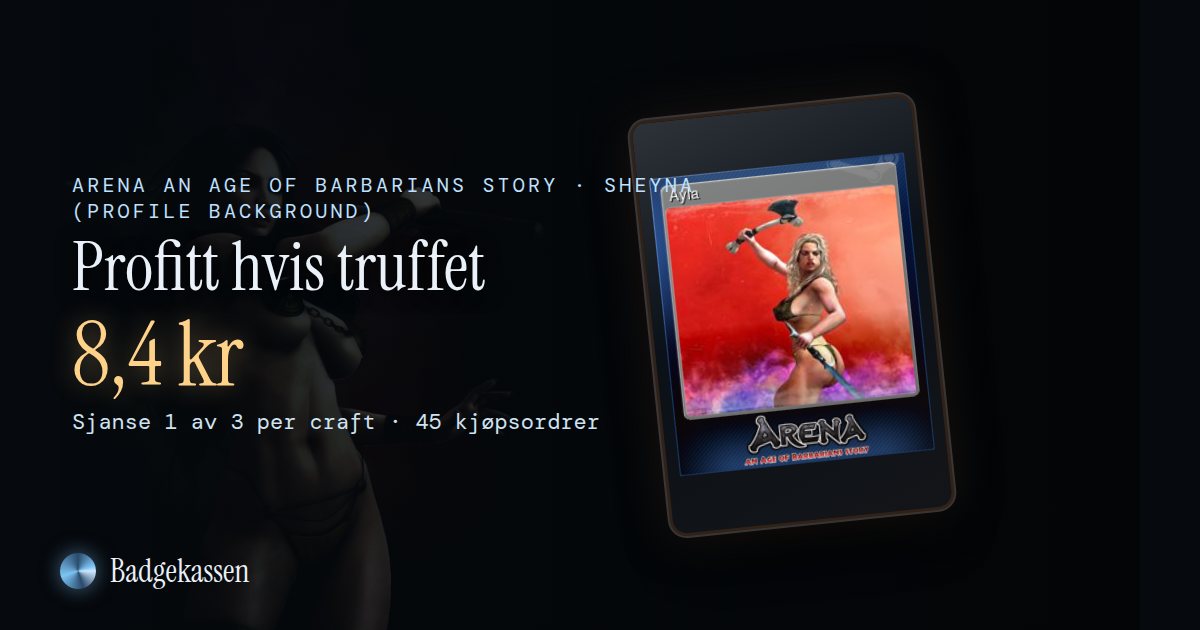 ARENA AN AGE OF BARBARIANS STORY · SHEYNA
(PROFILE BACKGROUND)
Profitt hvis truffet
8,4 kr
Sjanse 1 av 3 per craft · 45 kjøpsordrer
Badgekassen
Ayla
ARENA
AN AGE OF BARBARIANS STORY